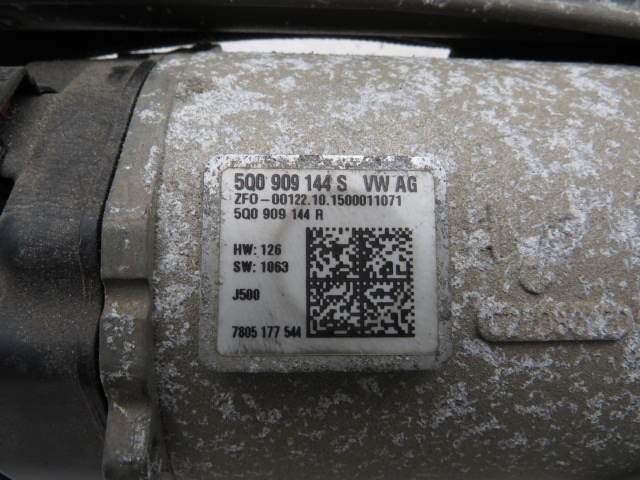 5Q0 909 144 S VW AG
ZFO-00122.10.1500011071
5Q0 909 144 R
HW: 126
SW: 1063
J500
7805 177 544